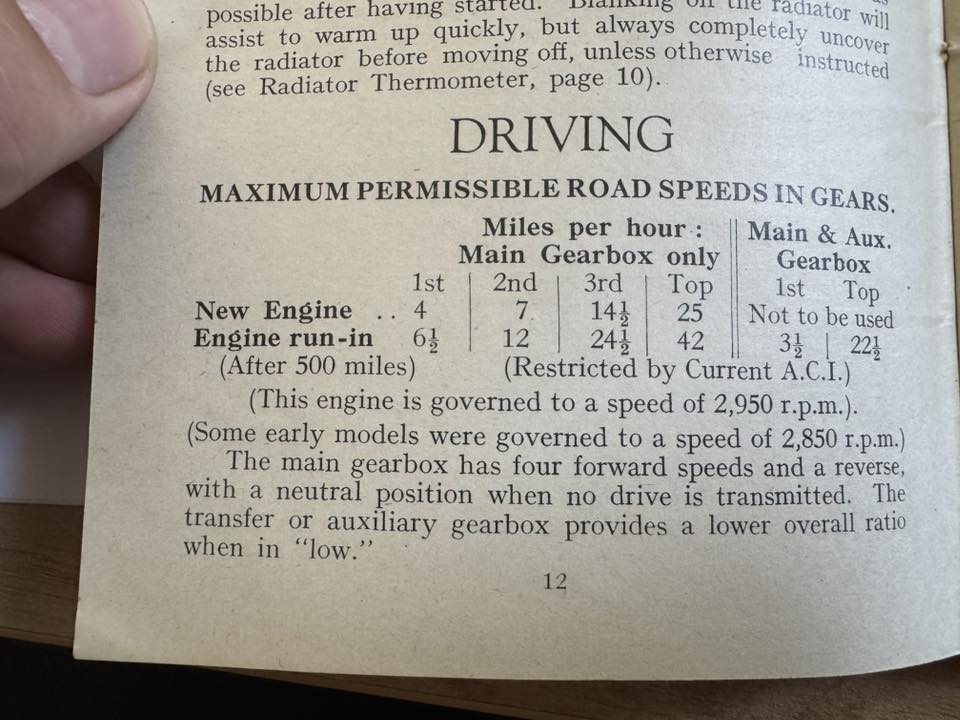 possible after having started. Blanking off the radiator will
assist to warm up quickly, but always completely uncover
the radiator before moving off, unless otherwise instructed
(see Radiator Thermometer, page 10).
DRIVING
MAXIMUM PERMISSIBLE ROAD SPEEDS IN GEARS.
Miles per hour : Main & Aux.
Main Gearbox only Gearbox
1st 2nd 3rd Top 1st Top
New Engine .. 4 7 14½ 25 Not to be used
Engine run-in 6½ 12 24½ 42 3½ 22½
(After 500 miles) (Restricted by Current A.C.I.)
(This engine is governed to a speed of 2,950 r.p.m.).
(Some early models were governed to a speed of 2,850 r.p.m.)
The main gearbox has four forward speeds and a reverse,
with a neutral position when no drive is transmitted. The
transfer or auxiliary gearbox provides a lower overall ratio
when in "low."
12